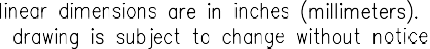 linear dimensions are in inches (millimeters).
drawing is subject to change without notice